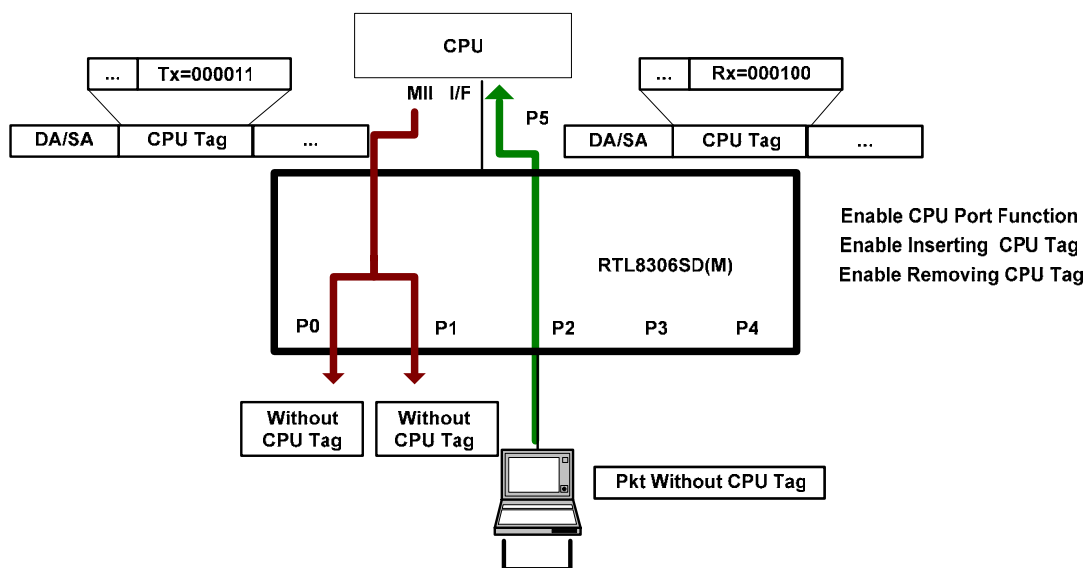 CPU
... Tx=000011
... Rx=000100
MII I/F
P5
DA/SA CPU Tag ...
DA/SA CPU Tag ...
Enable CPU Port Function
Enable Inserting CPU Tag
Enable Removing CPU Tag
RTL8306SD(M)
P0 P1 P2 P3 P4
Without
CPU Tag
Without
CPU Tag
Pkt Without CPU Tag